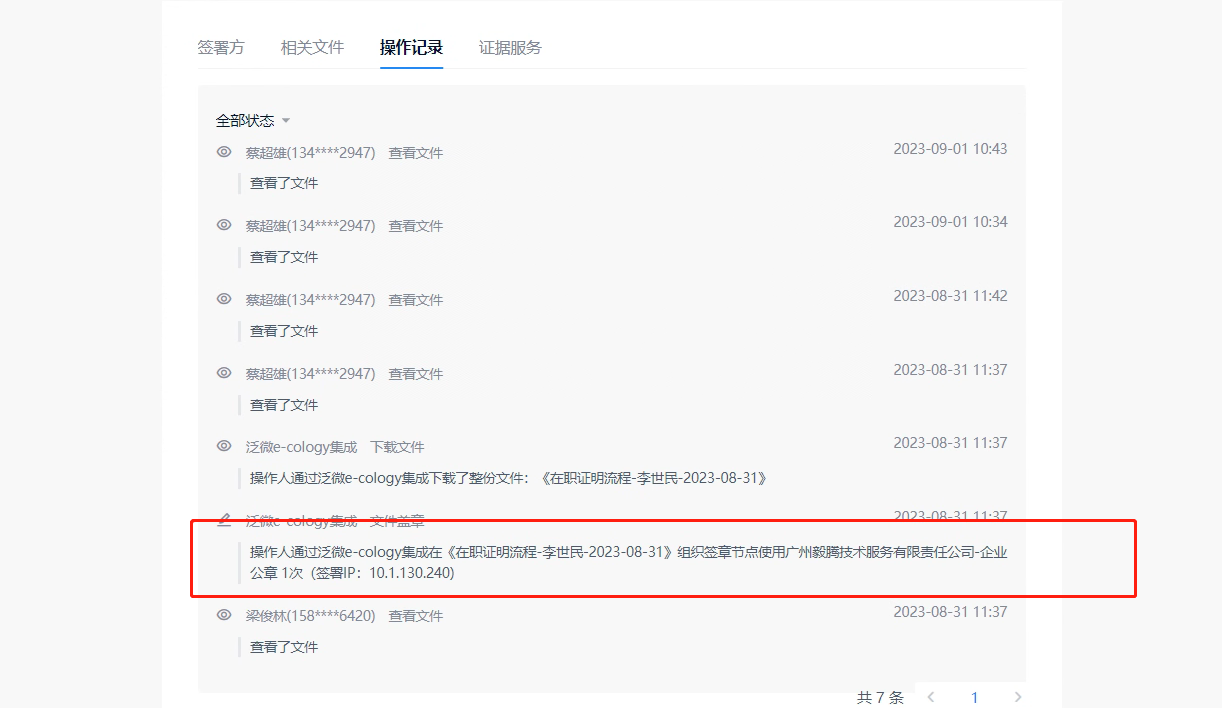 签署方 相关文件 操作记录 证据服务
全部状态
蔡超雄(134****2947) 查看文件 2023-09-01 10:43
查看了文件
蔡超雄(134****2947) 查看文件 2023-09-01 10:34
查看了文件
蔡超雄(134****2947) 查看文件 2023-08-31 11:42
查看了文件
蔡超雄(134****2947) 查看文件 2023-08-31 11:37
查看了文件
泛微e-cology集成 下载文件 2023-08-31 11:37
操作人通过泛微e-cology集成下载了整份文件：《在职证明流程-李世民-2023-08-31》
泛微e-cology集成 文件盖章 2023-08-31 11:37
操作人通过泛微e-cology集成在《在职证明流程-李世民-2023-08-31》组织签章节点使用广州毅腾技术服务有限责任公司-企业
公章 1次（签署IP：10.1.130.240)
梁俊林(158****6420) 查看文件 2023-08-31 11:37
查看了文件
共 7 条 1